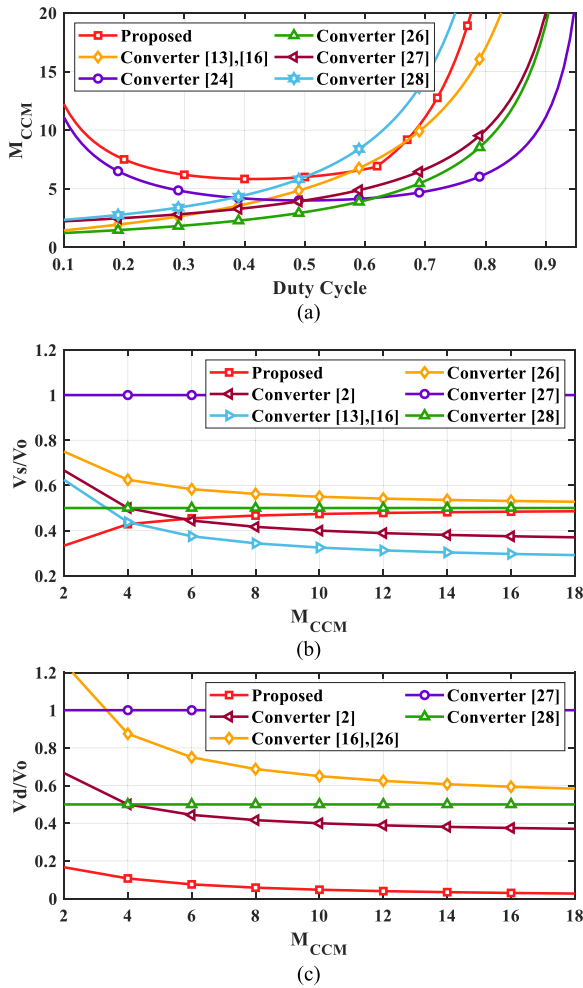 20
15
10
5
0
M_CCM
Proposed
Converter [13],[16]
Converter [24]
Converter [26]
Converter [27]
Converter [28]
0.1 0.2 0.3 0.4 0.5 0.6 0.7 0.8 0.9
Duty Cycle
(a)
1.2
1
0.8
0.6
0.4
0.2
Vs/Vo
Proposed
Converter [2]
Converter [13],[16]
Converter [26]
Converter [27]
Converter [28]
2 4 6 8 10 12 14 16 18
M_CCM
(b)
1.2
1
0.8
0.6
0.4
0.2
0
Vd/Vo
Proposed
Converter [2]
Converter [16],[26]
Converter [27]
Converter [28]
2 4 6 8 10 12 14 16 18
M_CCM
(c)